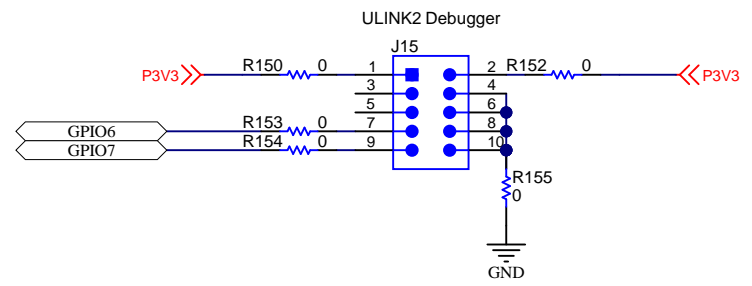 ULINK2 Debugger
J15
P3V3 R150 0 1 2 R152 0 P3V3
3 4
5 6
GPIO6 R153 0 7 8
GPIO7 R154 0 9 10
R155
0
GND